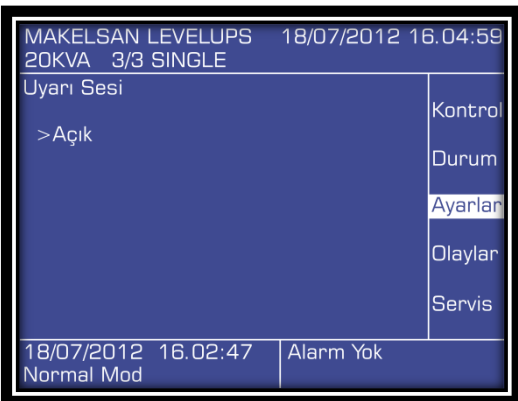 MAKELSAN LEVELUPS 18/07/2012 16.04:59
20KVA 3/3 SINGLE
Uyarı Sesi
>Açık
Kontrol
Durum
Ayarlar
Olaylar
Servis
18/07/2012 16.02:47 Alarm Yok
Normal Mod